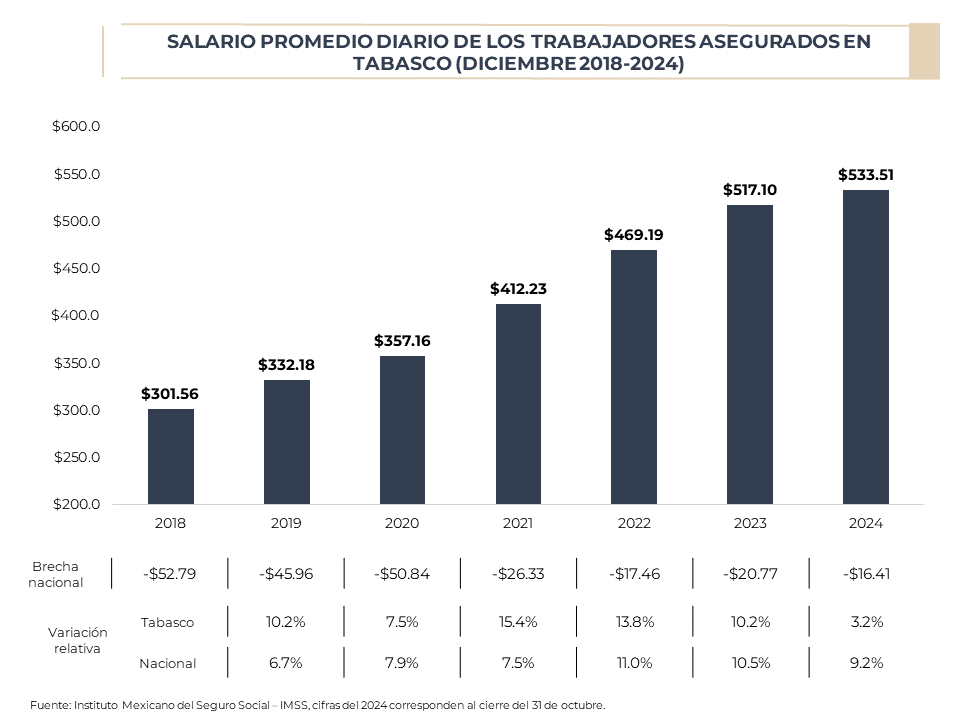 SALARIO PROMEDIO DIARIO DE LOS TRABAJADORES ASEGURADOS EN
TABASCO (DICIEMBRE 2018-2024)
$600.0
$550.0
$500.0
$450.0
$400.0
$350.0
$300.0
$250.0
$200.0
$301.56
$332.18
$357.16
$412.23
$469.19
$517.10
$533.51
2018 2019 2020 2021 2022 2023 2024
Brecha
nacional
-$52.79 -$45.96 -$50.84 -$26.33 -$17.46 -$20.77 -$16.41
Variación
relativa
Tabasco 10.2% 7.5% 15.4% 13.8% 10.2% 3.2%
Nacional 6.7% 7.9% 7.5% 11.0% 10.5% 9.2%
Fuente: Instituto Mexicano del Seguro Social – IMSS, cifras del 2024 corresponden al cierre del 31 de octubre.